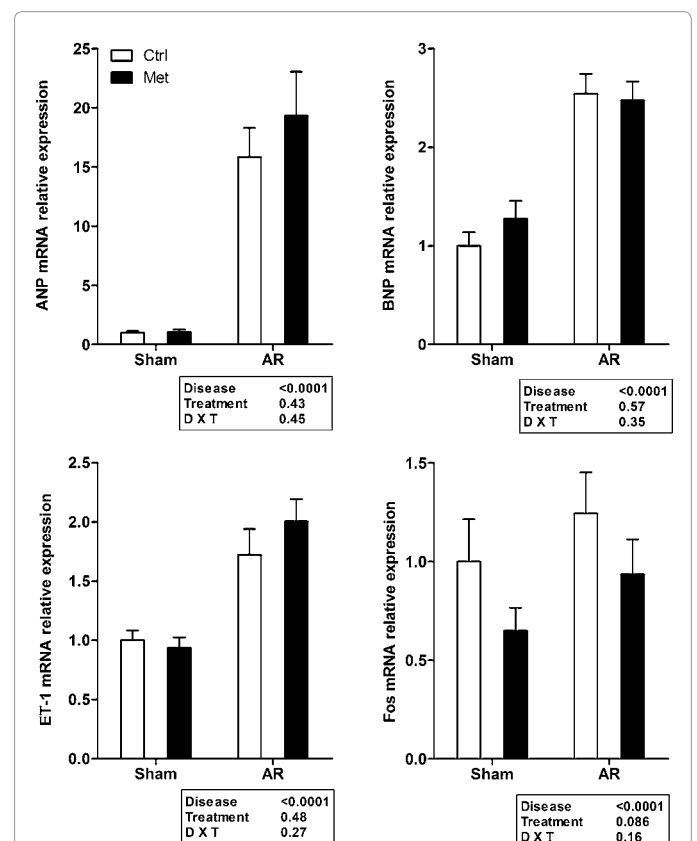 ANP mRNA relative expression
25
20
15
10
5
0
Ctrl
Met
Sham AR
Disease <0.0001
Treatment 0.43
D X T 0.45
BNP mRNA relative expression
3
2
1
0
Sham AR
Disease <0.0001
Treatment 0.57
D X T 0.35
ET-1 mRNA relative expression
2.5
2.0
1.5
1.0
0.5
0.0
Sham AR
Disease <0.0001
Treatment 0.48
D X T 0.27
Fos mRNA relative expression
1.5
1.0
0.5
0.0
Sham AR
Disease <0.0001
Treatment 0.086
D X T 0.16